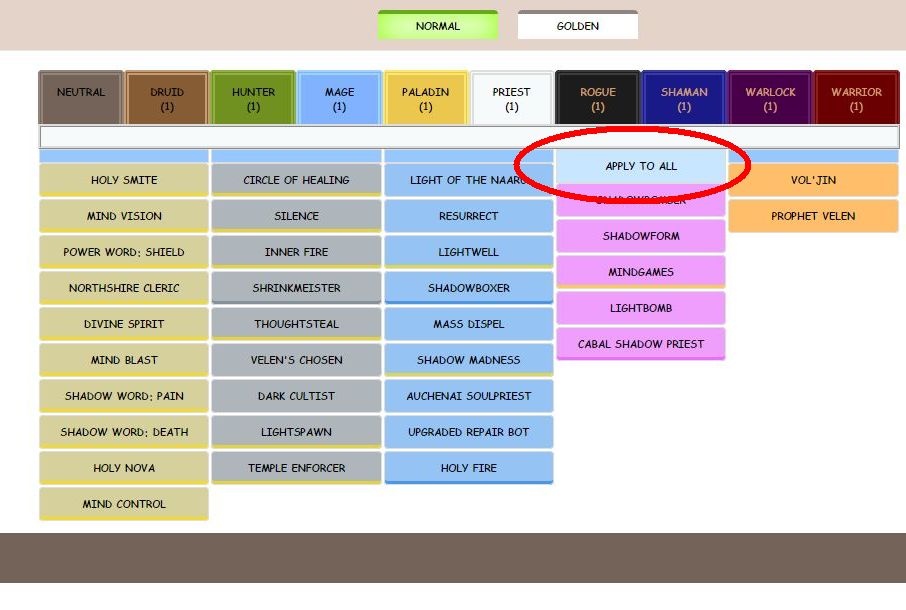 NORMAL
GOLDEN
NEUTRAL
DRUID
(1)
HUNTER
(1)
MAGE
(1)
PALADIN
(1)
PRIEST
(1)
ROGUE
(1)
SHAMAN
(1)
WARLOCK
(1)
WARRIOR
(1)
HOLY SMITE
MIND VISION
POWER WORD: SHIELD
NORTHSHIRE CLERIC
DIVINE SPIRIT
MIND BLAST
SHADOW WORD: PAIN
SHADOW WORD: DEATH
HOLY NOVA
MIND CONTROL
CIRCLE OF HEALING
SILENCE
INNER FIRE
SHRINKMEISTER
THOUGHTSTEAL
VELEN'S CHOSEN
DARK CULTIST
LIGHTSPAWN
TEMPLE ENFORCER
LIGHT OF THE NAARU
RESURRECT
LIGHTWELL
SHADOWBOXER
MASS DISPEL
SHADOW MADNESS
AUCHENAI SOULPRIEST
UPGRADED REPAIR BOT
HOLY FIRE
APPLY TO ALL
SHADOWFORM
MINDGAMES
LIGHTBOMB
CABAL SHADOW PRIEST
VOL'JIN
PROPHET VELEN